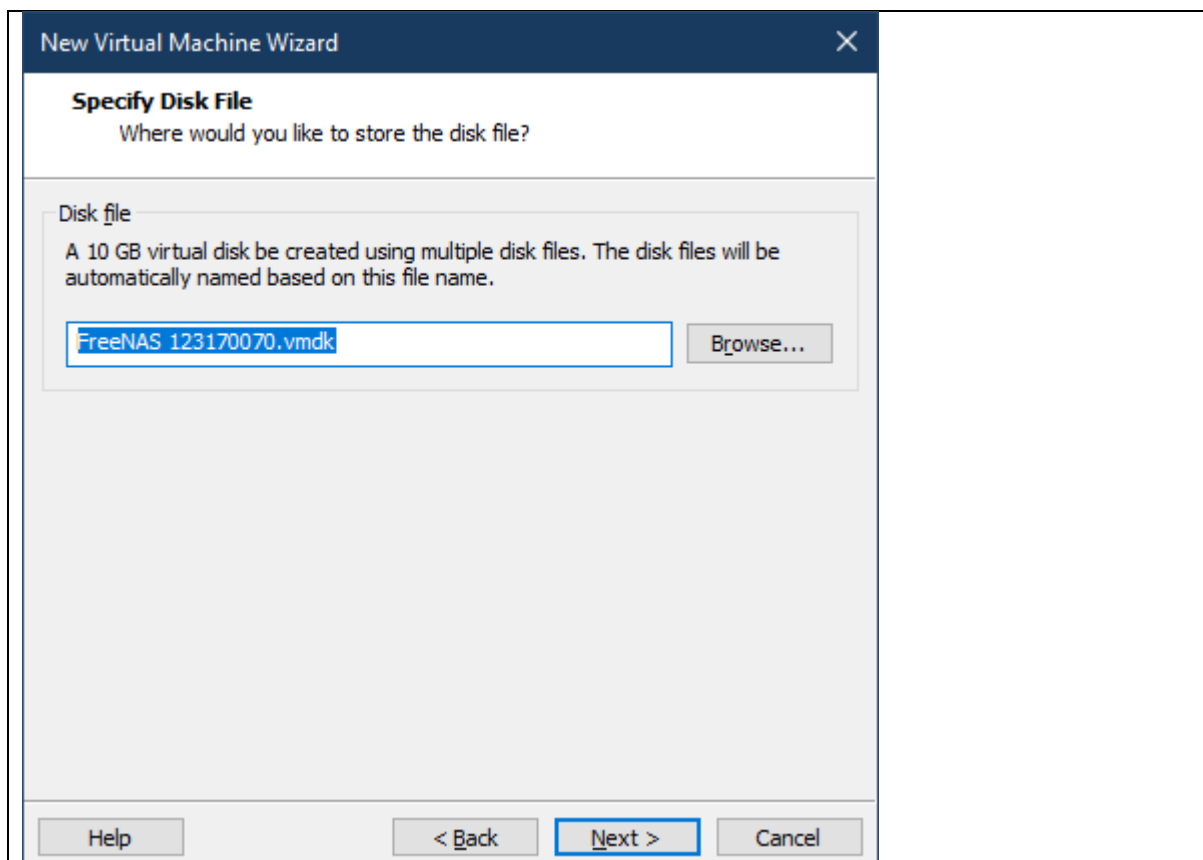 New Virtual Machine Wizard
Specify Disk File
Where would you like to store the disk file?
Disk file
A 10 GB virtual disk be created using multiple disk files. The disk files will be
automatically named based on this file name.
FreeNAS 123170070.vmdk
Browse...
Help
< Back
Next >
Cancel